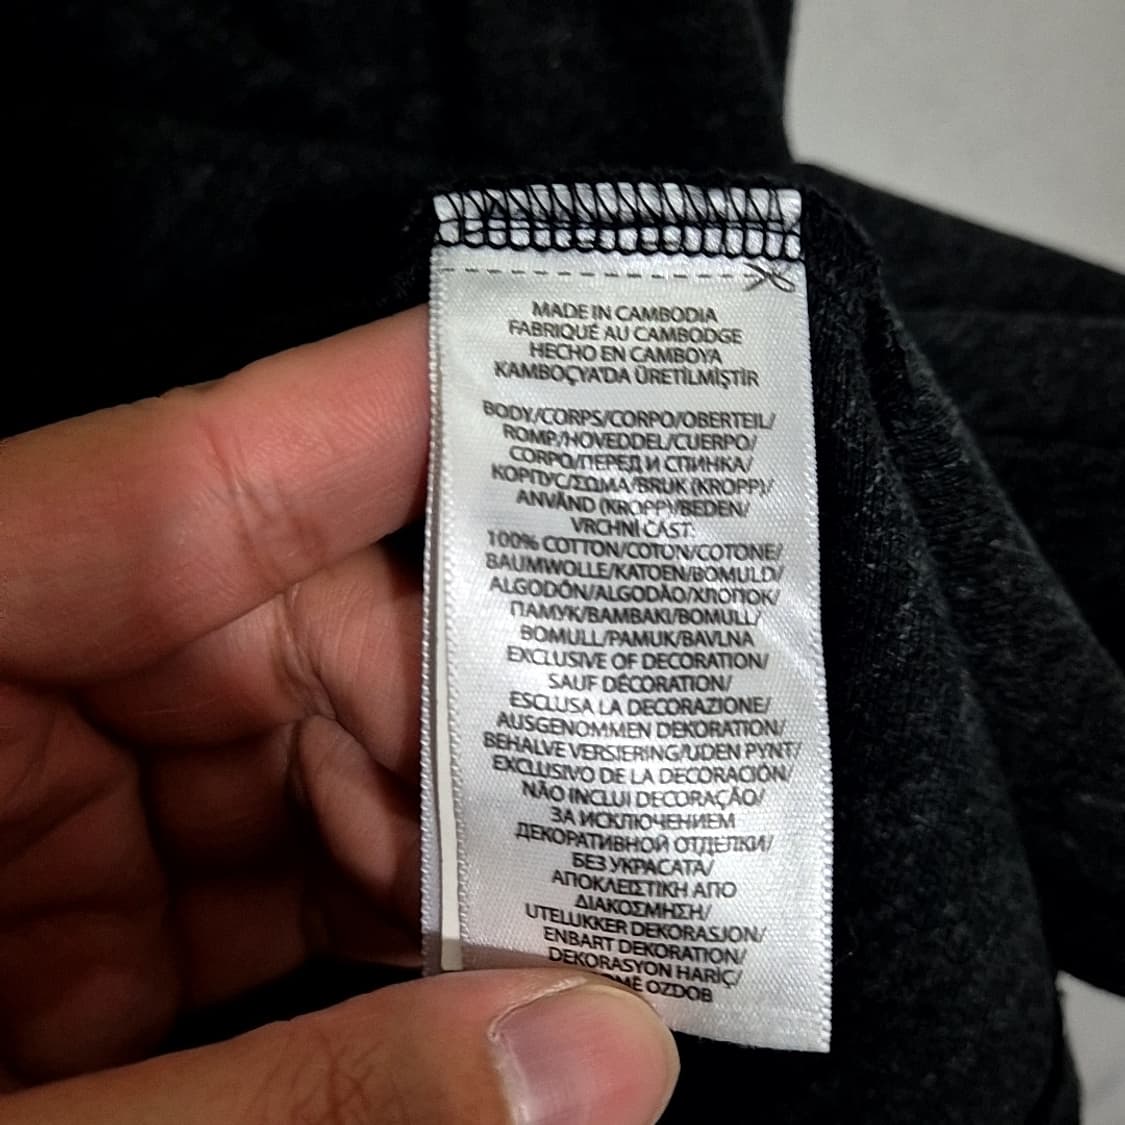 MADE IN CAMBODIA
FABRIQUÉ AU CAMBODGE
HECHO EN CAMBOYA
KAMBOÇYA'DA ÜRETİLMİŞTİR
BODY/CORPS/CORPO/OBERTEIL/
ROMP/HOVEDDEL/CUERPO/
CORPO/ПЕРЕД И СПИНКА/
КОРПУС/ΣΩΜΑ/BRUK (KROPP)/
ANVÄND (KROPP)/BEDEN/
VRCHNÍ ČÁST:
100% COTTON/COTON/COTONE/
BAUMWOLLE/KATOEN/BOMULD/
ALGODÓN/ALGODÃO/ХЛОПОК/
ПАМУК/ΒΑΜΒΑΚΙ/BOMULL/
BOMULL/PAMUK/BAVLNA
EXCLUSIVE OF DECORATION/
SAUF DÉCORATION/
ESCLUSA LA DECORAZIONE/
AUSGENOMMEN DEKORATION/
BEHALVE VERSIERING/UDEN PYNT/
EXCLUSIVO DE LA DECORACIÓN/
NÃO INCLUI DECORAÇÃO/
ЗА ИСКЛЮЧЕНИЕМ
ДЕКОРАТИВНОЙ ОТДЕЛКИ/
БЕЗ УКРАСАТА/
ΑΠΟΚΛΕΙΣΤΙΚΗ ΑΠΟ
ΔΙΑΚΟΣΜΗΣΗ/
UTELUKKER DEKORASJON/
ENBART DEKORATION/
DEKORASYON HARİÇ/
OZDOB